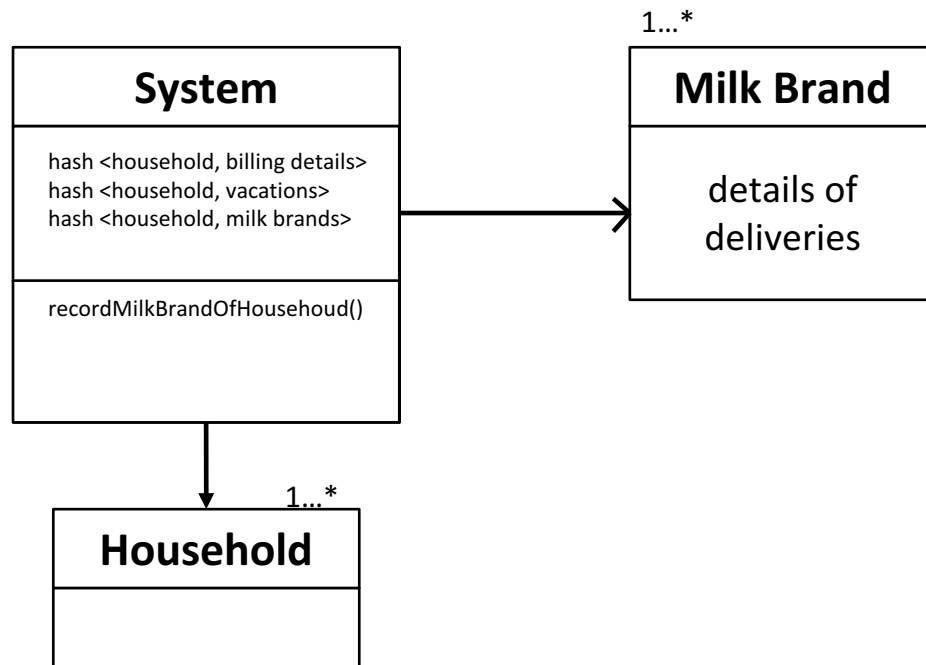 1...*
System
Milk Brand
hash <household, billing details>
hash <household, vacations>
hash <household, milk brands>
details of
deliveries
recordMilkBrandOfHousehoud()
1...*
Household